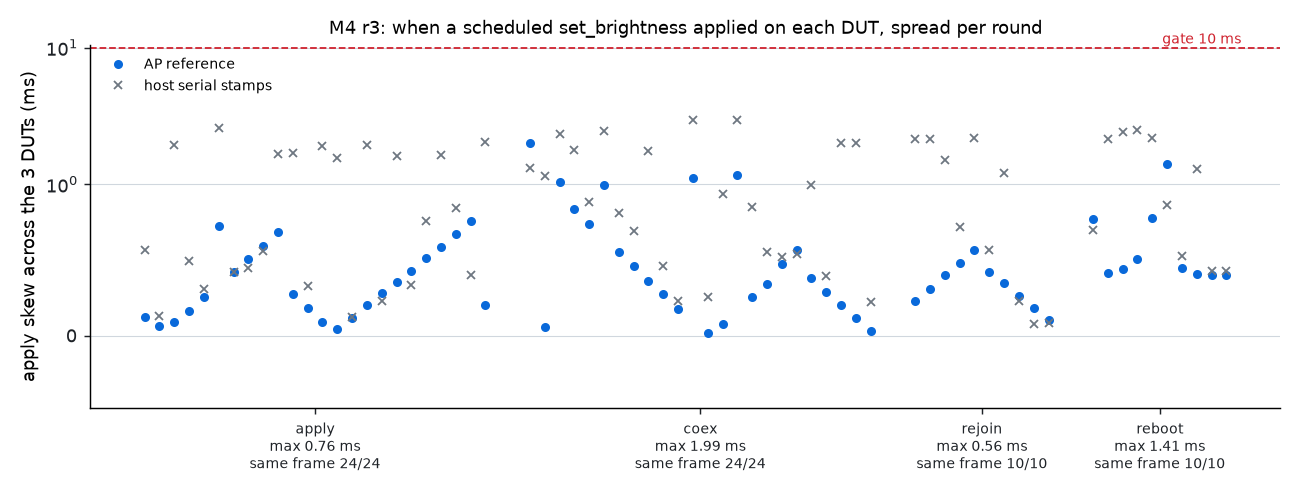 M4 r3: when a scheduled set_brightness applied on each DUT, spread per round
gate 10 ms
AP reference
host serial stamps
apply skew across the 3 DUTs (ms)
10¹
10⁰
0
apply
max 0.76 ms
same frame 24/24
coex
max 1.99 ms
same frame 24/24
rejoin
max 0.56 ms
same frame 10/10
reboot
max 1.41 ms
same frame 10/10